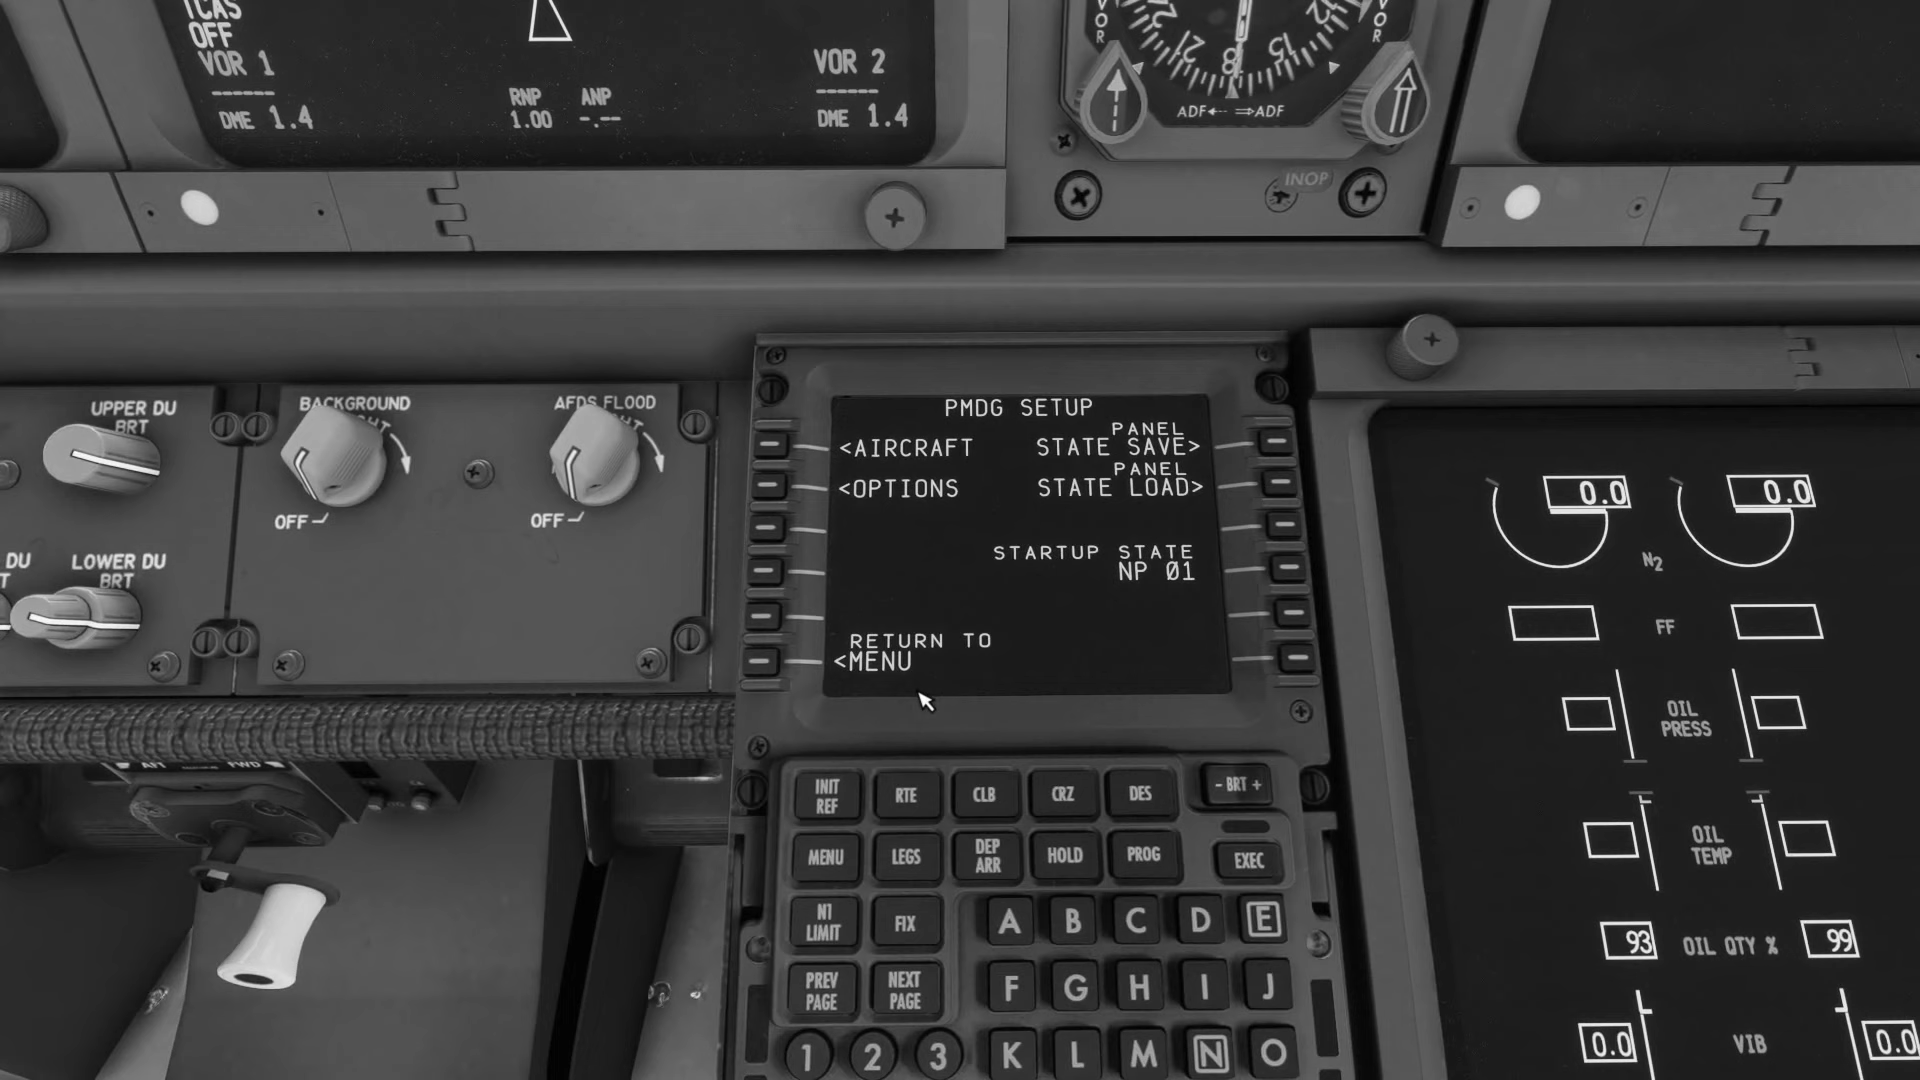 TCAS
OFF
VOR 1
DME 1.4
RNP ANP
1.00 -.--
VOR 2
DME 1.4
VOR
VOR
21
15
ADF
ADF
INOP
UPPER DU
BRT
BACKGROUND
OFF
AFDS FLOOD
OFF
DU
LOWER DU
BRT
PMDG SETUP
PANEL
<AIRCRAFT STATE SAVE>
PANEL
<OPTIONS STATE LOAD>
STARTUP STATE
NP 01
RETURN TO
<MENU
AFT
FWD
INIT REF
RTE
CLB
CRZ
DES
- BRT +
MENU
LEGS
DEP ARR
HOLD
PROG
EXEC
N1 LIMIT
FIX
A B C D E
PREV PAGE
NEXT PAGE
F G H I J
1 2 3
K L M N O
0.0 0.0
N2
FF
OIL PRESS
OIL TEMP
93 OIL QTY % 99
0.0 VIB 0.0